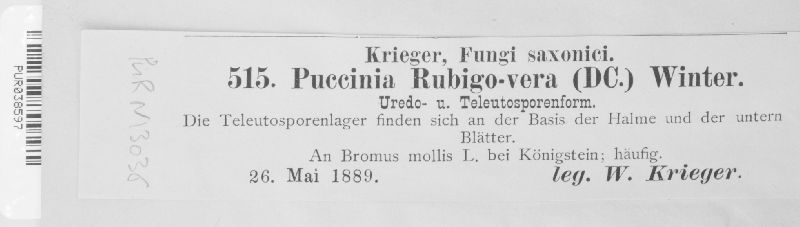 PUR038597
PUR N13036
Krieger, Fungi saxonici.
515. Puccinia Rubigo-vera (DC.) Winter.
Uredo- u. Teleutosporenform.
Die Teleutosporenlager finden sich an der Basis der Halme und der untern
Blätter.
An Bromus mollis L. bei Königstein; häufig.
26. Mai 1889. leg. W. Krieger.